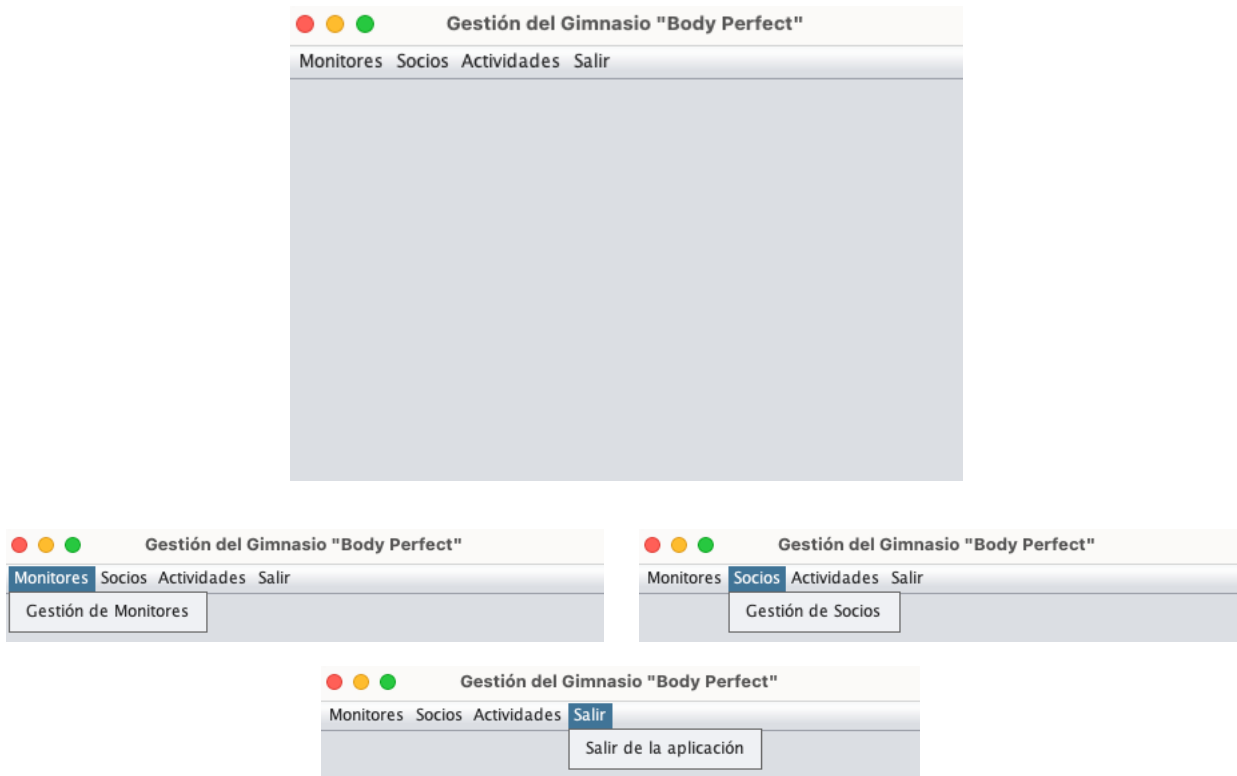 Gestión del Gimnasio "Body Perfect"
Monitores Socios Actividades Salir
Gestión del Gimnasio "Body Perfect"
Monitores Socios Actividades Salir
Gestión de Monitores
Gestión del Gimnasio "Body Perfect"
Monitores Socios Actividades Salir
Gestión de Socios
Gestión del Gimnasio "Body Perfect"
Monitores Socios Actividades Salir
Salir de la aplicación